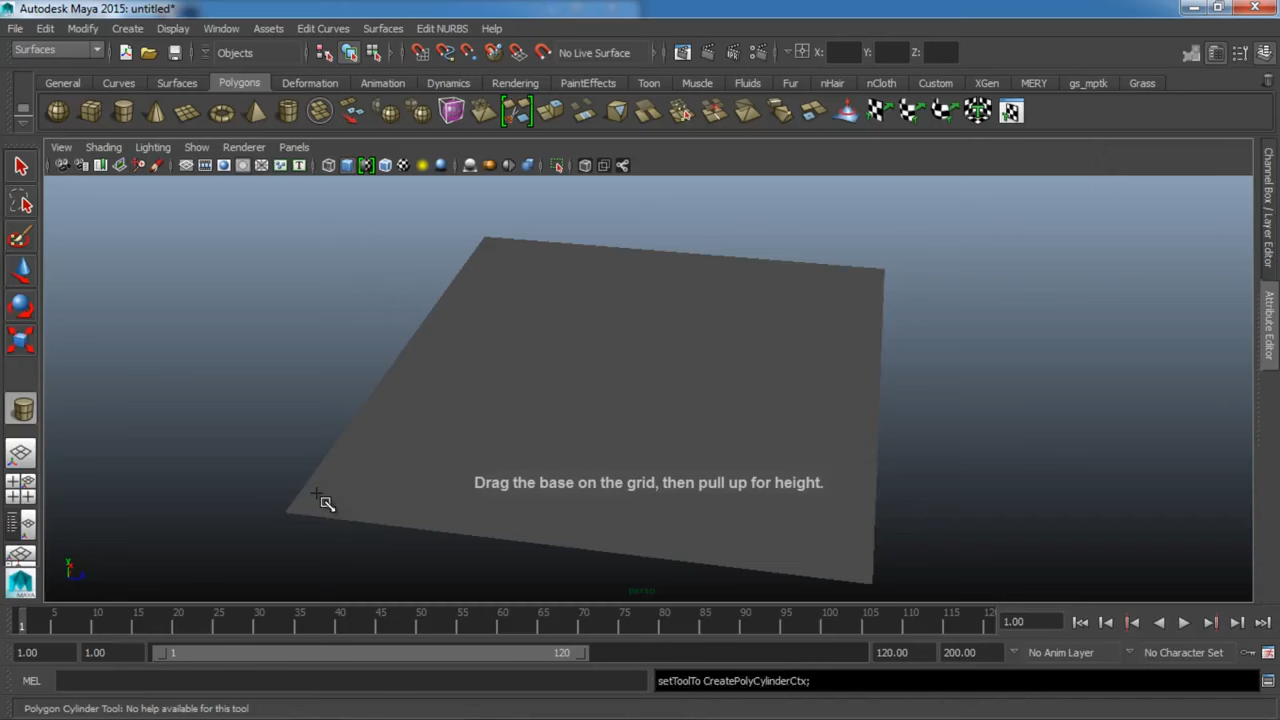 Autodesk Maya 2015: untitled*
File Edit Modify Create Display Window Assets Edit Curves Surfaces Edit NURBS Help
Surfaces Objects No Live Surface X: Y: Z:
General Curves Surfaces Polygons Deformation Animation Dynamics Rendering PaintEffects Toon Muscle Fluids Fur nHair nCloth Custom XGen MERY gs_mptk Grass
View Shading Lighting Show Renderer Panels
Channel Box / Layer Editor
Attribute Editor
Drag the base on the grid, then pull up for height.
persp
5 10 15 20 25 30 35 40 45 50 55 60 65 70 75 80 85 90 95 100 105 110 115 12
1 1.00
1.00 1.00 1 120 120.00 200.00 No Anim Layer No Character Set
MEL setToolTo CreatePolyCylinderCtx;
Polygon Cylinder Tool: No help available for this tool